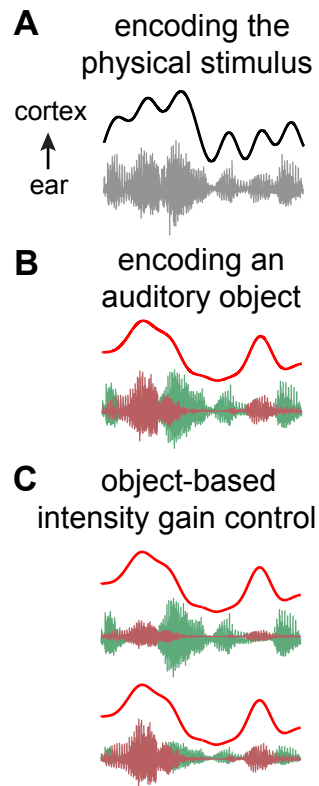 A
encoding the
physical stimulus
cortex
ear
B
encoding an
auditory object
C
object-based
intensity gain control